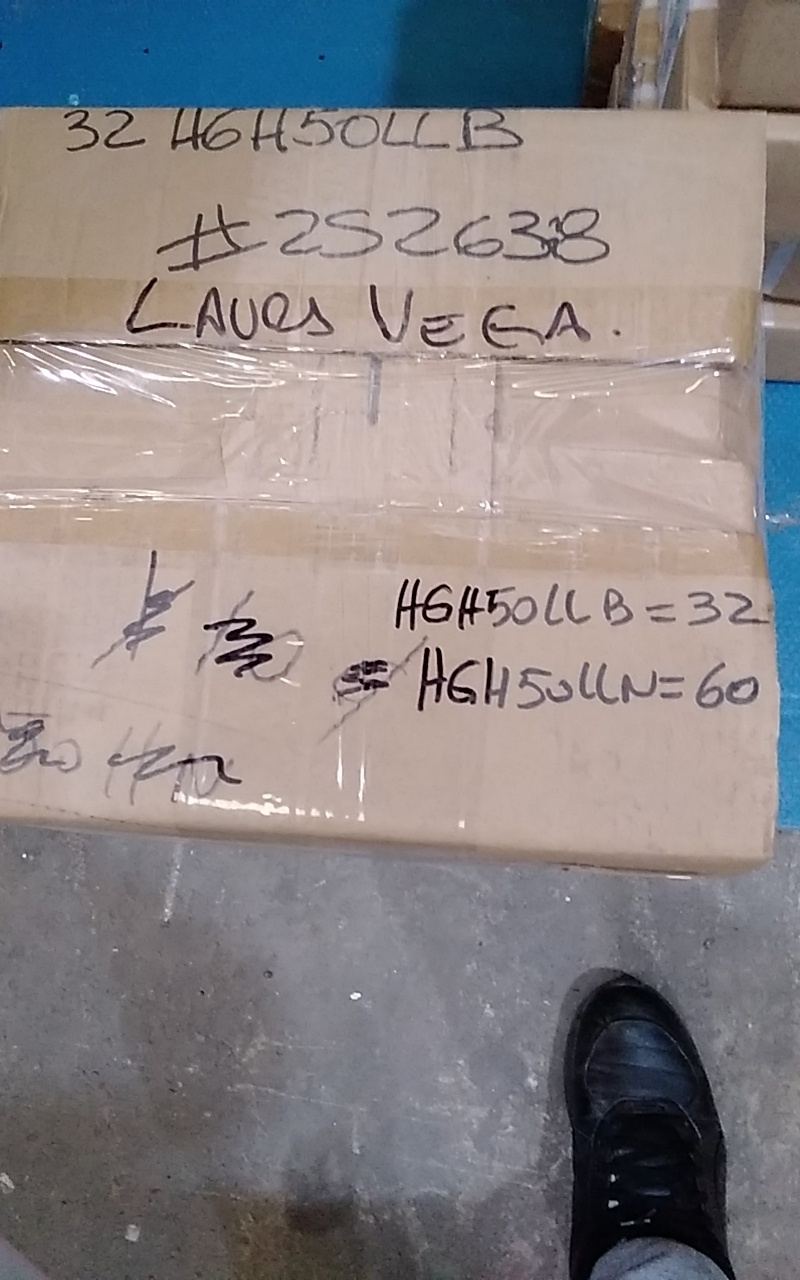 32 HGH50LLB
#252638
LAURA VEGA.
HGH50LLB=32
HGH50LLN=60